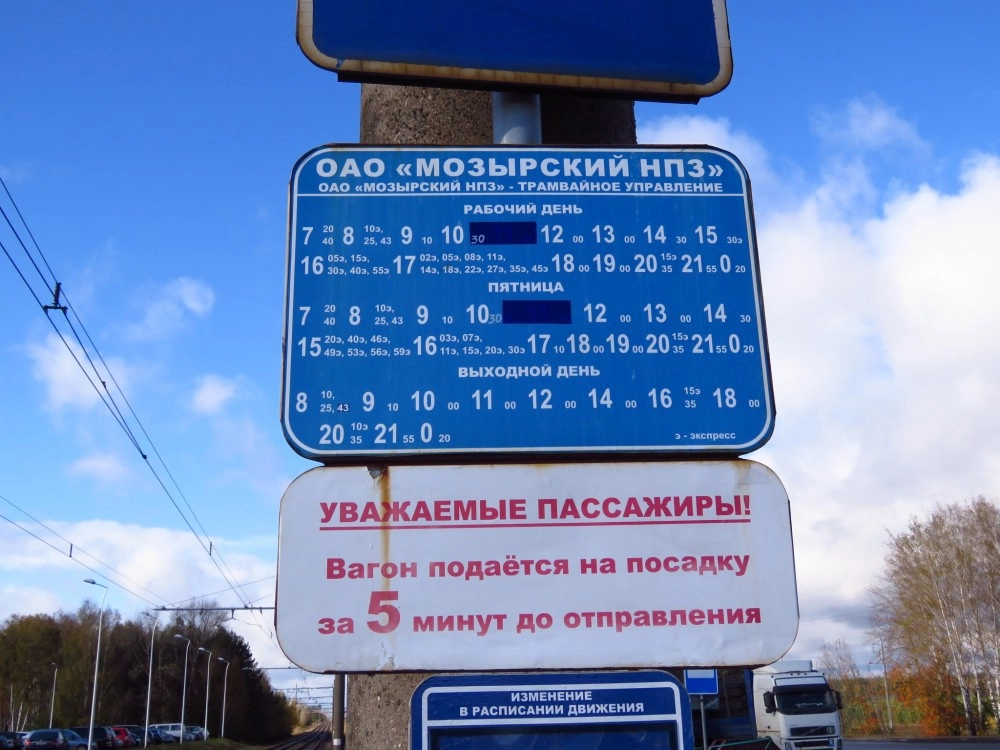 ОАО «МОЗЫРСКИЙ НПЗ»
ОАО «МОЗЫРСКИЙ НПЗ» - ТРАМВАЙНОЕ УПРАВЛЕНИЕ
РАБОЧИЙ ДЕНЬ
7 20 40 8 10э, 25, 43 9 10 10 30 12 00 13 00 14 30 15 30э
16 05э, 15э, 30э, 40э, 55э 17 02э, 05э, 08э, 11э, 14э, 18э, 22э, 27э, 35э, 45э 18 00 19 00 20 15э 35 21 55 0 20
ПЯТНИЦА
7 20 40 8 10э, 25, 43 9 10 10 30 12 00 13 00 14 30
15 20э, 40э, 46э, 49э, 53э, 56э, 59э 16 03э, 07э, 11э, 15э, 20э, 30э 17 10 18 00 19 00 20 15э 35 21 55 0 20
ВЫХОДНОЙ ДЕНЬ
8 10, 25, 43 9 10 10 00 11 00 12 00 14 00 16 15э 35 18 00
20 10э 35 21 55 0 20
э - экспресс
УВАЖАЕМЫЕ ПАССАЖИРЫ!
Вагон подаётся на посадку
за 5 минут до отправления
ИЗМЕНЕНИЕ
В РАСПИСАНИИ ДВИЖЕНИЯ